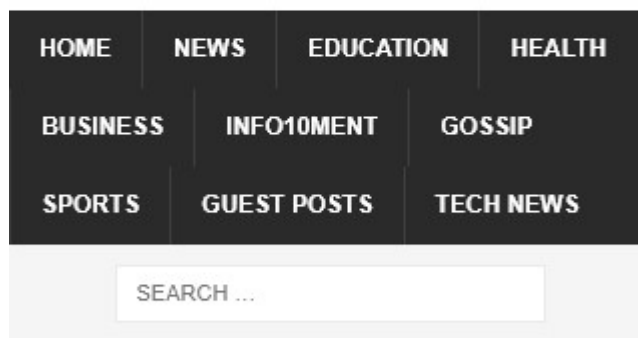 HOME NEWS EDUCATION HEALTH
BUSINESS INFO10MENT GOSSIP
SPORTS GUEST POSTS TECH NEWS
SEARCH ...